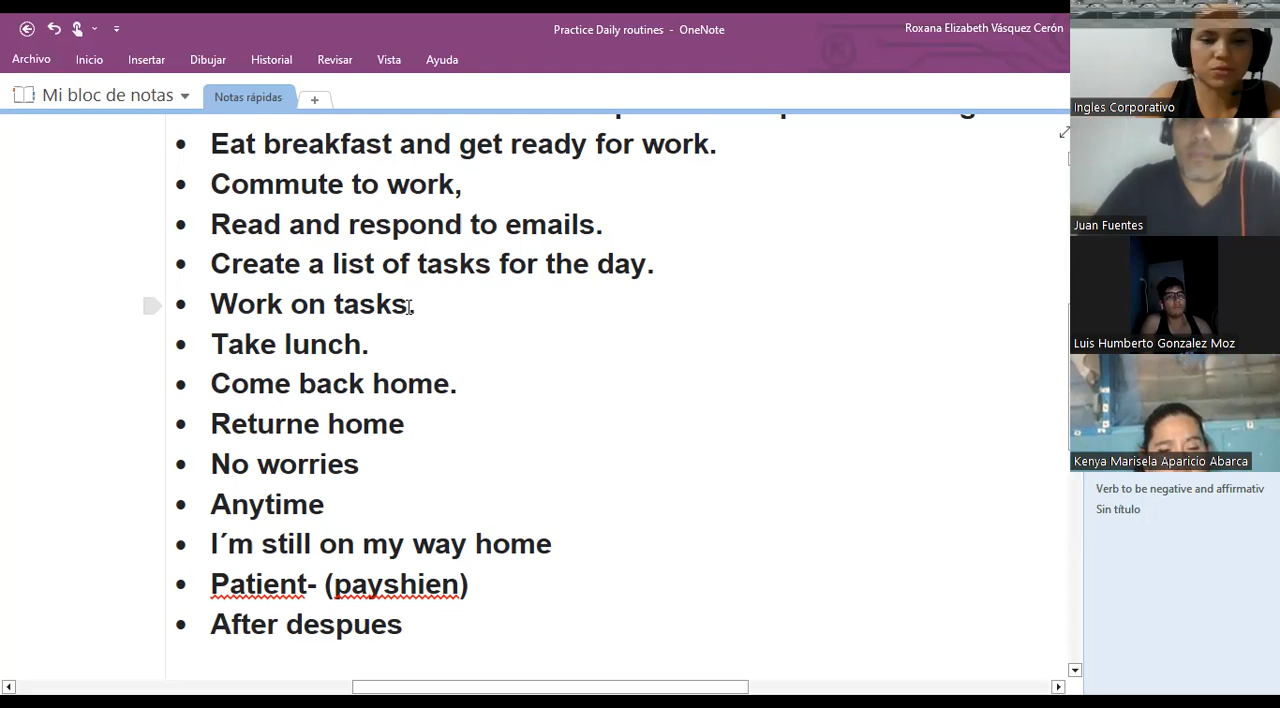 Practice Daily routines - OneNote
Roxana Elizabeth Vásquez Cerón
Archivo Inicio Insertar Dibujar Historial Revisar Vista Ayuda
Mi bloc de notas Notas rápidas
• Eat breakfast and get ready for work.
• Commute to work,
• Read and respond to emails.
• Create a list of tasks for the day.
• Work on tasks.
• Take lunch.
• Come back home.
• Returne home
• No worries
• Anytime
• I´m still on my way home
• Patient- (payshien)
• After despues
Ingles Corporativo
Juan Fuentes
Luis Humberto Gonzalez Moz
Kenya Marisela Aparicio Abarca
Verb to be negative and affirmativ
Sin título